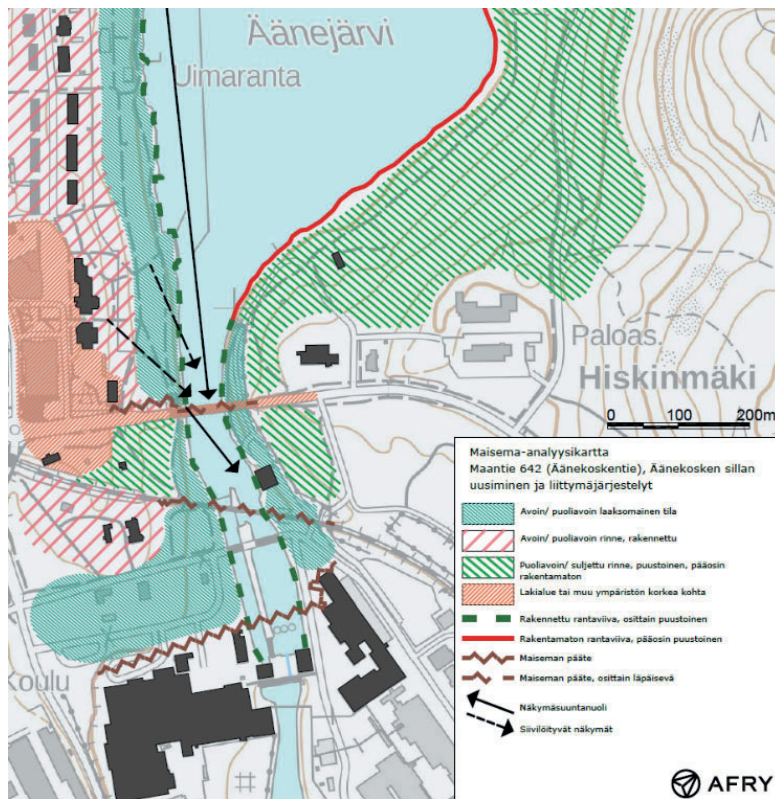 Äänejärvi
Uimaranta
Paloas.
Hiskinmäki
0 100 200m
Koulu
Maisema-analyysikartta
Maantie 642 (Äänekoskentie), Äänekosken sillan
uusiminen ja liittymäjärjestelyt
Avoin/ puoliavoin laaksomainen tila
Avoin/ puoliavoin rinne, rakennettu
Puoliavoin/ suljettu rinne, puustoinen, pääosin
rakentamaton
Lakialue tai muu ympäristön korkea kohta
Rakennettu rantaviiva, osittain puustoinen
Rakentamaton rantaviiva, pääosin puustoinen
Maiseman pääte
Maiseman pääte, osittain läpäisevä
Näkymäsuuntanuoli
Siivilöityvät näkymät
AFRY